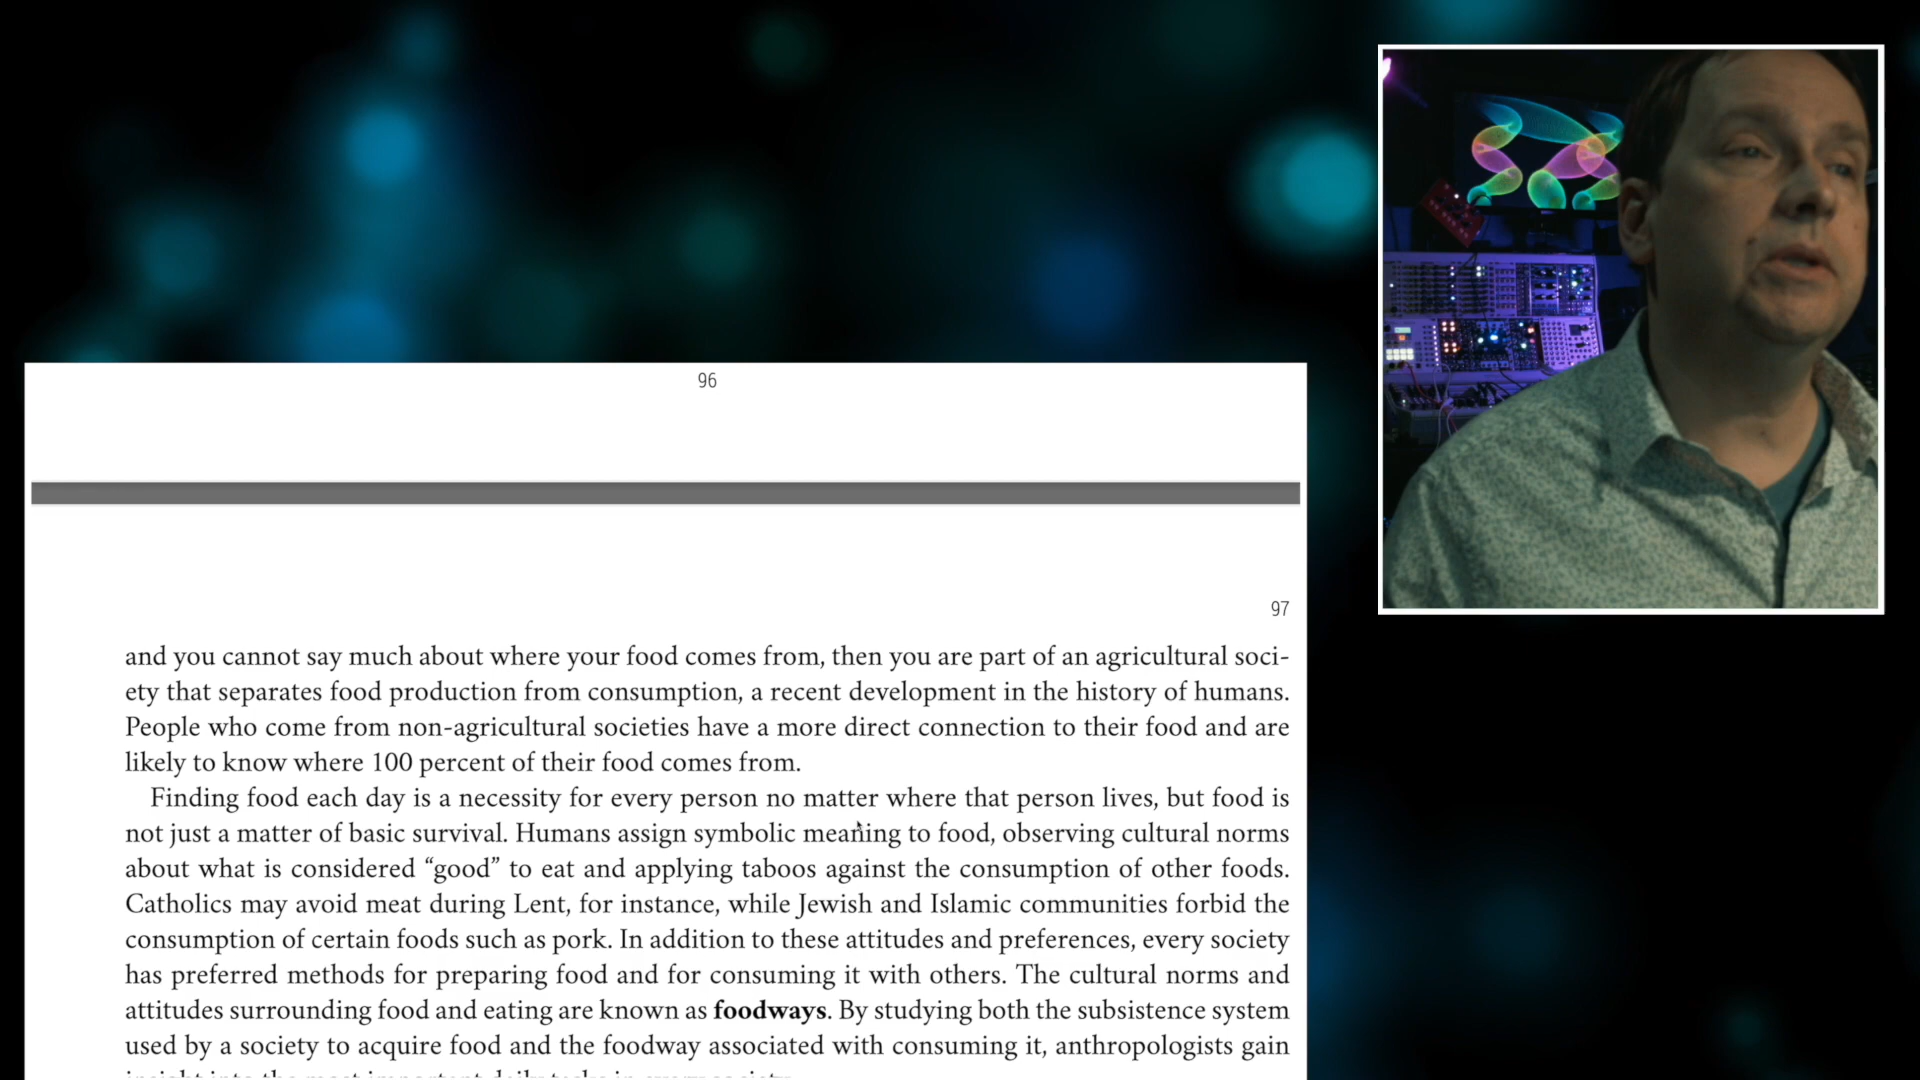 96
97
and you cannot say much about where your food comes from, then you are part of an agricultural soci-
ety that separates food production from consumption, a recent development in the history of humans.
People who come from non-agricultural societies have a more direct connection to their food and are
likely to know where 100 percent of their food comes from.
Finding food each day is a necessity for every person no matter where that person lives, but food is
not just a matter of basic survival. Humans assign symbolic meaning to food, observing cultural norms
about what is considered “good” to eat and applying taboos against the consumption of other foods.
Catholics may avoid meat during Lent, for instance, while Jewish and Islamic communities forbid the
consumption of certain foods such as pork. In addition to these attitudes and preferences, every society
has preferred methods for preparing food and for consuming it with others. The cultural norms and
attitudes surrounding food and eating are known as foodways. By studying both the subsistence system
used by a society to acquire food and the foodway associated with consuming it, anthropologists gain